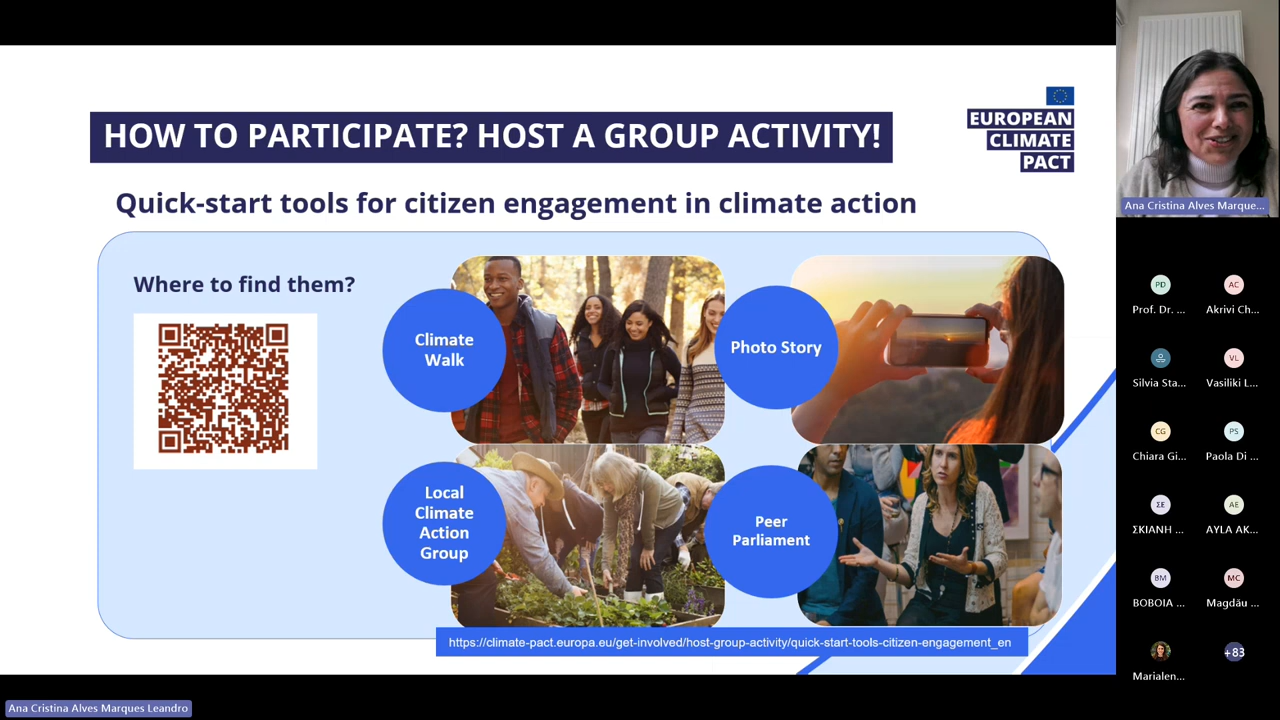 HOW TO PARTICIPATE? HOST A GROUP ACTIVITY!
EUROPEAN
CLIMATE
PACT
Quick-start tools for citizen engagement in climate action
Where to find them?
Climate
Walk
Photo Story
Local
Climate
Action
Group
Peer
Parliament
https://climate-pact.europa.eu/get-involved/host-group-activity/quick-start-tools-citizen-engagement_en
Ana Cristina Alves Marque...
PD
Prof. Dr. ...
AC
Akrivi Ch...
Silvia Sta...
VL
Vasiliki L...
CG
Chiara Gi...
PS
Paola Di ...
ΣΕ
ΣΚΙΑΝΗ ...
AE
AYLA AK...
BM
BOBOIA ...
MC
Magdău ...
Marialen...
+83
Ana Cristina Alves Marques Leandro